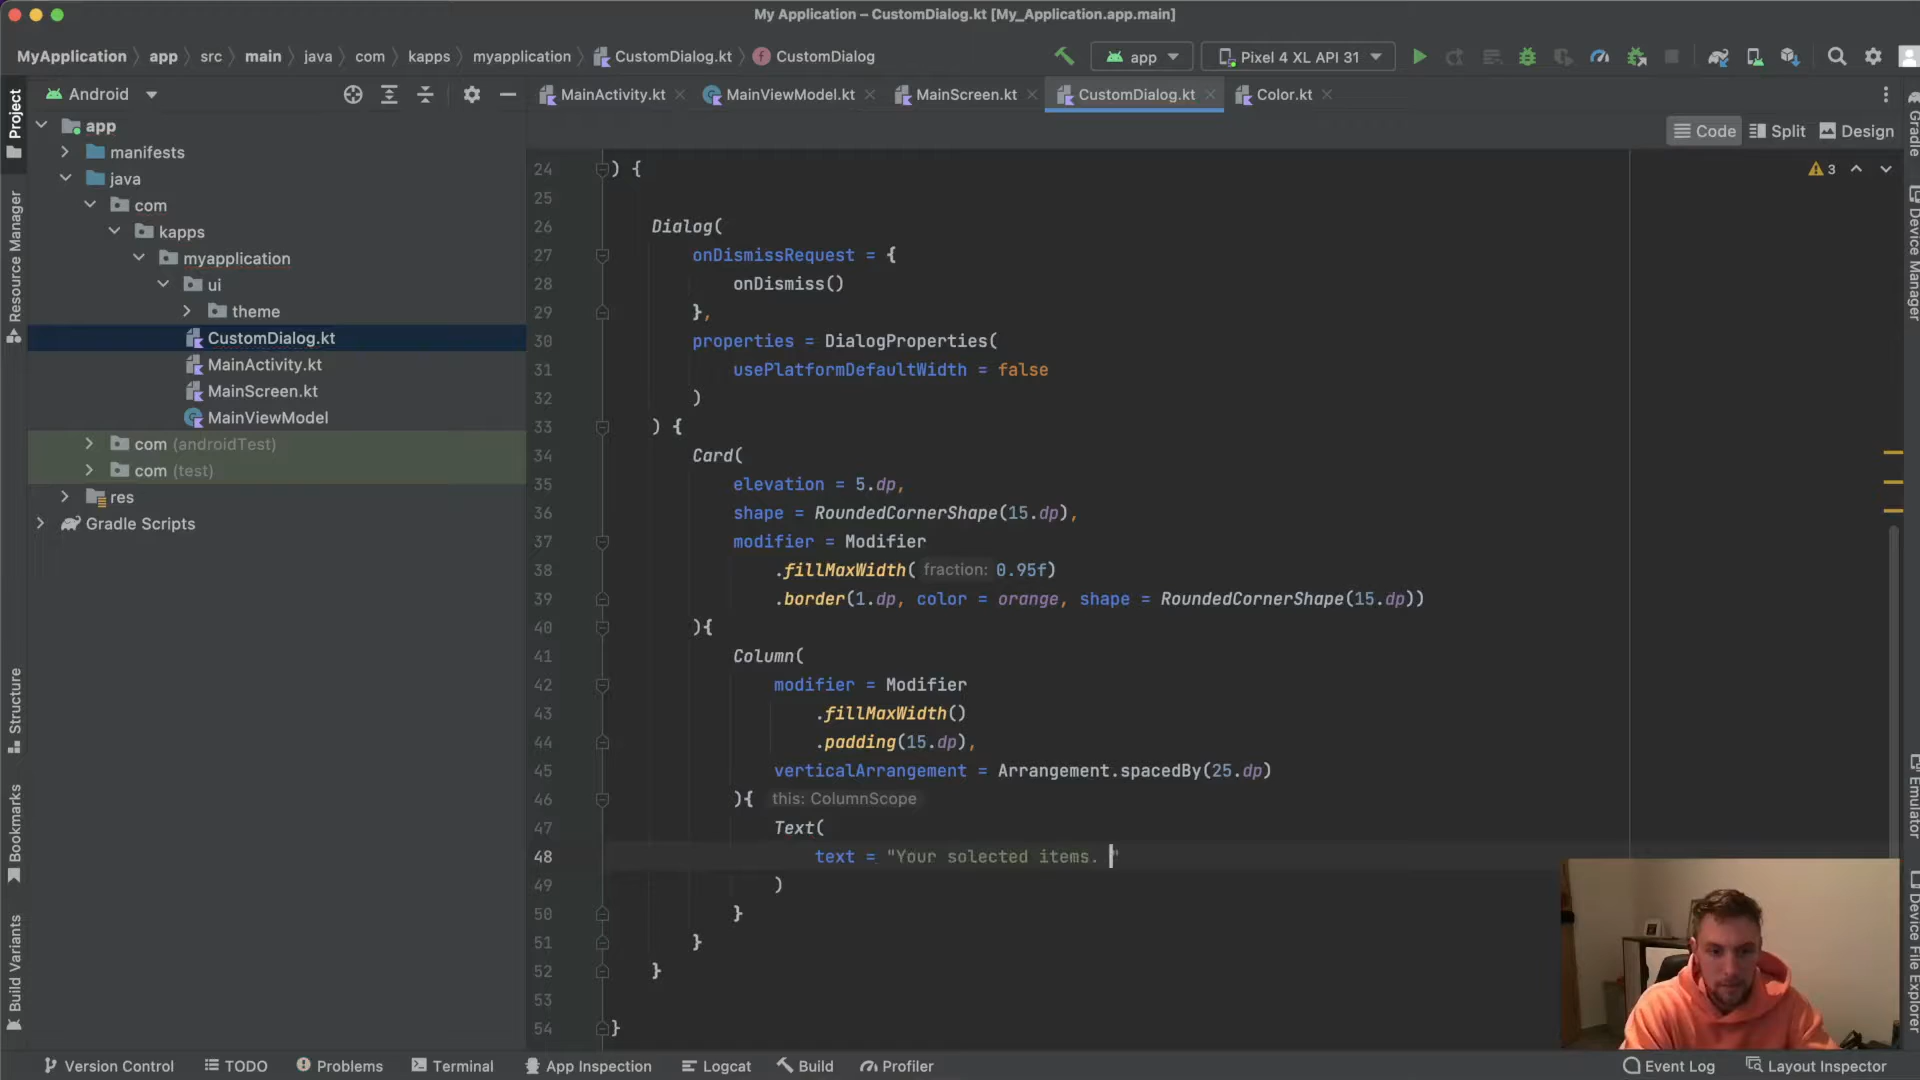 My Application – CustomDialog.kt [My_Application.app.main]
MyApplication app src main java com kapps myapplication CustomDialog.kt CustomDialog app Pixel 4 XL API 31
Project
Android
MainActivity.kt MainViewModel.kt MainScreen.kt CustomDialog.kt Color.kt
Code Split Design
app
manifests
java
com
kapps
myapplication
ui
theme
CustomDialog.kt
MainActivity.kt
MainScreen.kt
MainViewModel
com (androidTest)
com (test)
res
Gradle Scripts
Resource Manager
Structure
Bookmarks
Build Variants
3
24 ) {
25
26 Dialog(
27 onDismissRequest = {
28 onDismiss()
29 },
30 properties = DialogProperties(
31 usePlatformDefaultWidth = false
32 )
33 ) {
34 Card(
35 elevation = 5.dp,
36 shape = RoundedCornerShape(15.dp),
37 modifier = Modifier
38 .fillMaxWidth( fraction: 0.95f)
39 .border(1.dp, color = orange, shape = RoundedCornerShape(15.dp))
40 ){
41 Column(
42 modifier = Modifier
43 .fillMaxWidth()
44 .padding(15.dp),
45 verticalArrangement = Arrangement.spacedBy(25.dp)
46 ){ this: ColumnScope
47 Text(
48 text = "Your solected items. "
49 )
50 }
51 }
52 }
53
54 }
Gradle
Device Manager
Emulator
Device File Explorer
Version Control TODO Problems Terminal App Inspection Logcat Build Profiler Event Log Layout Inspector